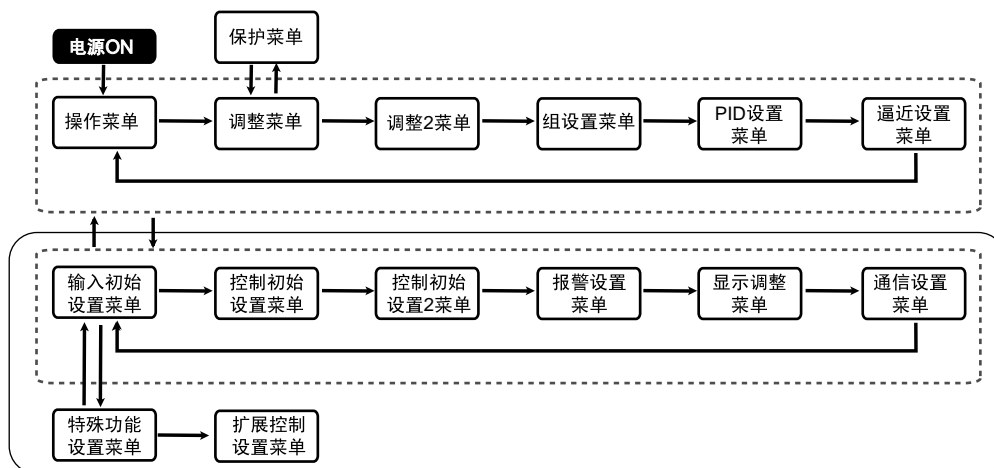 电源ON
保护菜单
操作菜单
调整菜单
调整2菜单
组设置菜单
PID设置
菜单
逼近设置
菜单
输入初始
设置菜单
控制初始
设置菜单
控制初始
设置2菜单
报警设置
菜单
显示调整
菜单
通信设置
菜单
特殊功能
设置菜单
扩展控制
设置菜单